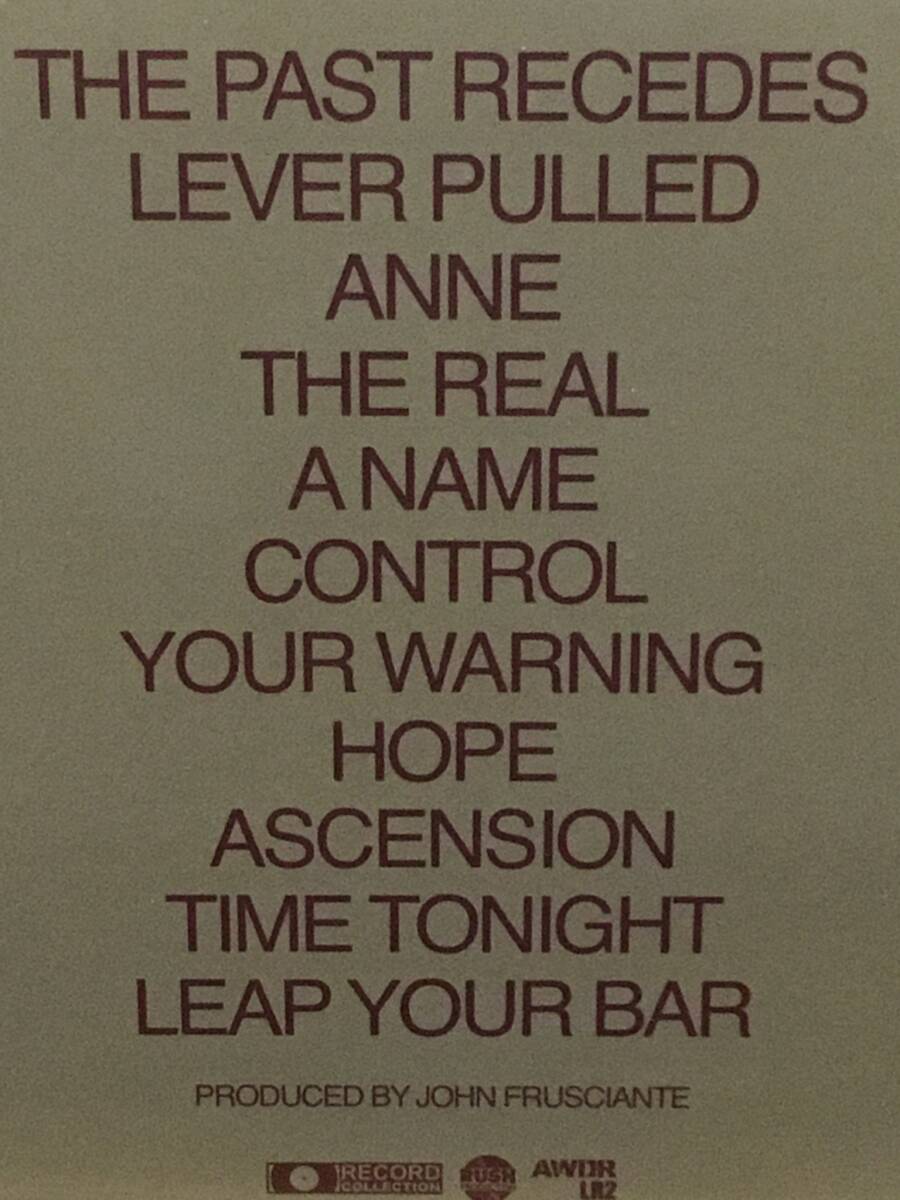 THE PAST RECEDES
LEVER PULLED
ANNE
THE REAL
A NAME
CONTROL
YOUR WARNING
HOPE
ASCENSION
TIME TONIGHT
LEAP YOUR BAR
PRODUCED BY JOHN FRUSCIANTE
RECORD
COLLECTION
AWDR
LR2